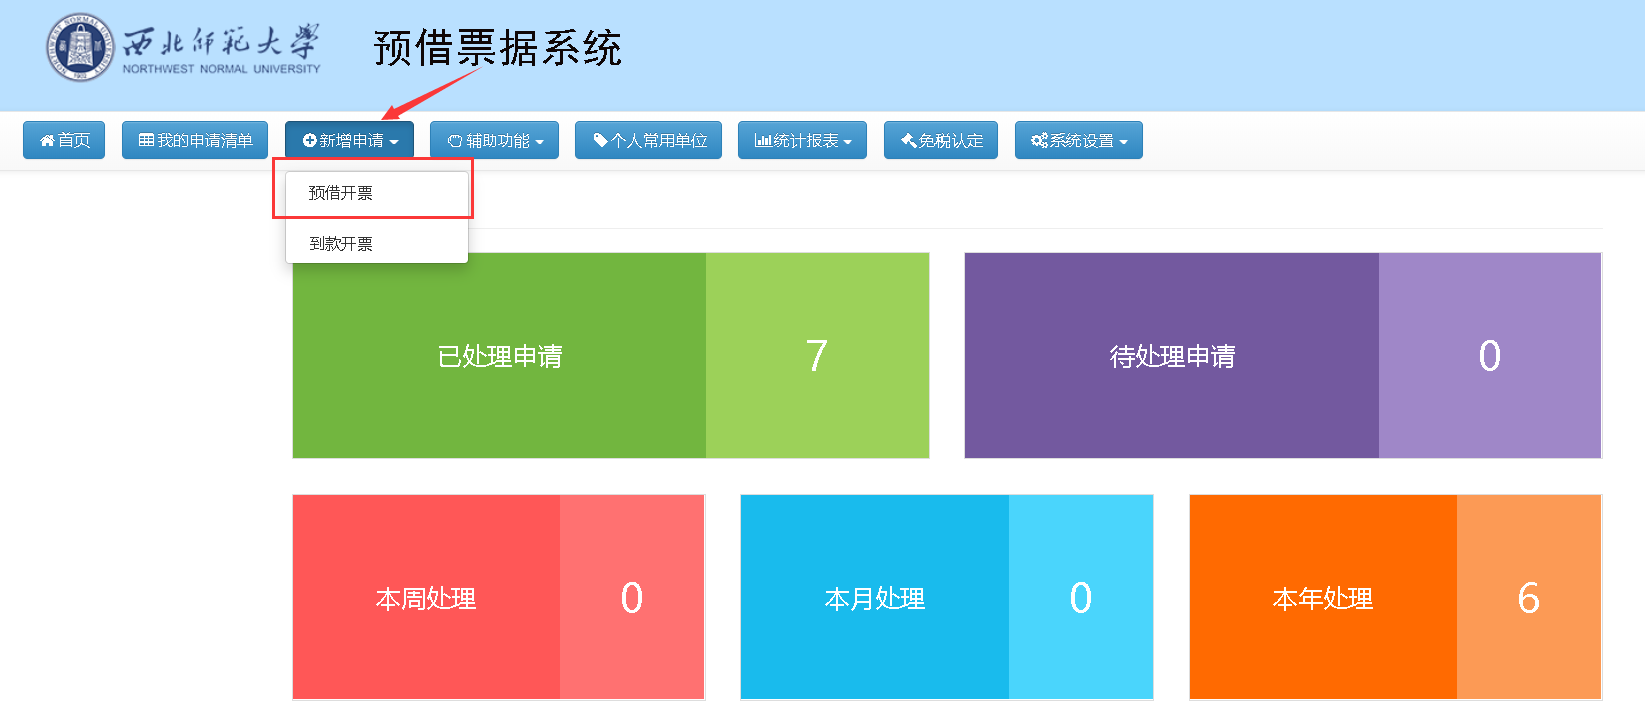 西北师范大学
NORTHWEST NORMAL UNIVERSITY
预借票据系统
首页
我的申请清单
新增申请
辅助功能
个人常用单位
统计报表
免税认定
系统设置
预借开票
到款开票
已处理申请
7
待处理申请
0
本周处理
0
本月处理
0
本年处理
6